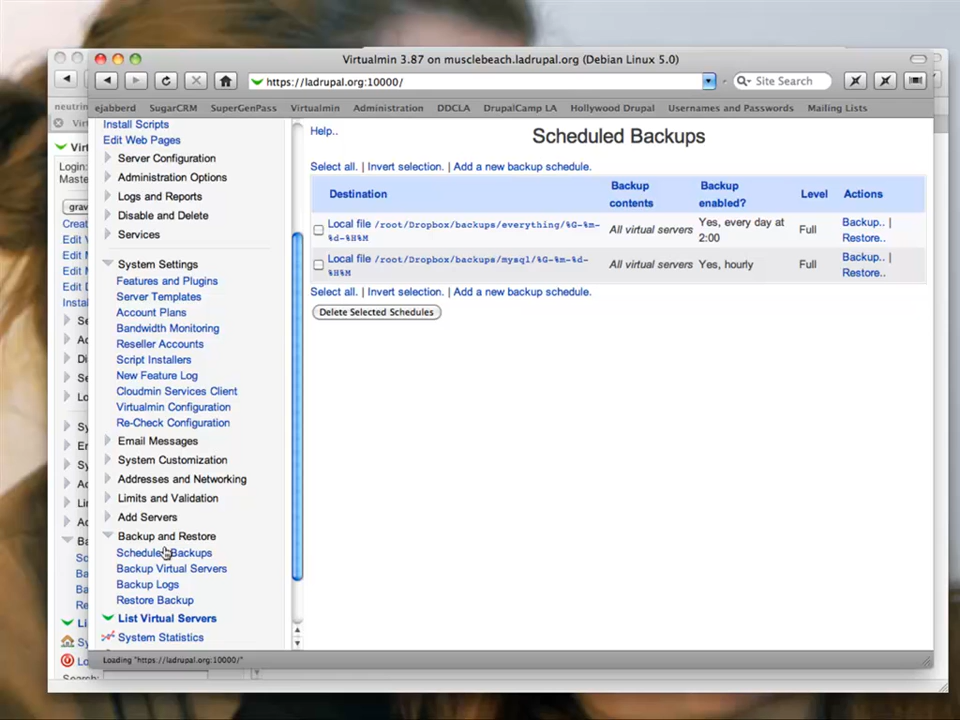 Virtualmin 3.87 on musclebeach.ladrupal.org (Debian Linux 5.0)
https://ladrupal.org:10000/
Site Search
ejabberd SugarCRM SuperGenPass Virtualmin Administration DDCLA DrupalCamp LA Hollywood Drupal Usernames and Passwords Mailing Lists
neutrin
Login:
Install Scripts
Edit Web Pages
Server Configuration
Administration Options
Logs and Reports
Disable and Delete
Services
System Settings
Features and Plugins
Server Templates
Account Plans
Bandwidth Monitoring
Reseller Accounts
Script Installers
New Feature Log
Cloudmin Services Client
Virtualmin Configuration
Re-Check Configuration
Email Messages
System Customization
Addresses and Networking
Limits and Validation
Add Servers
Backup and Restore
Scheduled Backups
Backup Virtual Servers
Backup Logs
Restore Backup
List Virtual Servers
System Statistics
Loading "https://ladrupal.org:10000/"
Search:
Help..
Scheduled Backups
Select all. | Invert selection. | Add a new backup schedule.
Destination Backup contents Backup enabled? Level Actions
Local file /root/Dropbox/backups/everything/%G-%m-
%d-%H%M
All virtual servers
Yes, every day at
2:00
Full
Backup.. |
Restore..
Local file /root/Dropbox/backups/mysql/%G-%m-%d-
%H%M
All virtual servers
Yes, hourly
Full
Backup.. |
Restore..
Select all. | Invert selection. | Add a new backup schedule.
Delete Selected Schedules